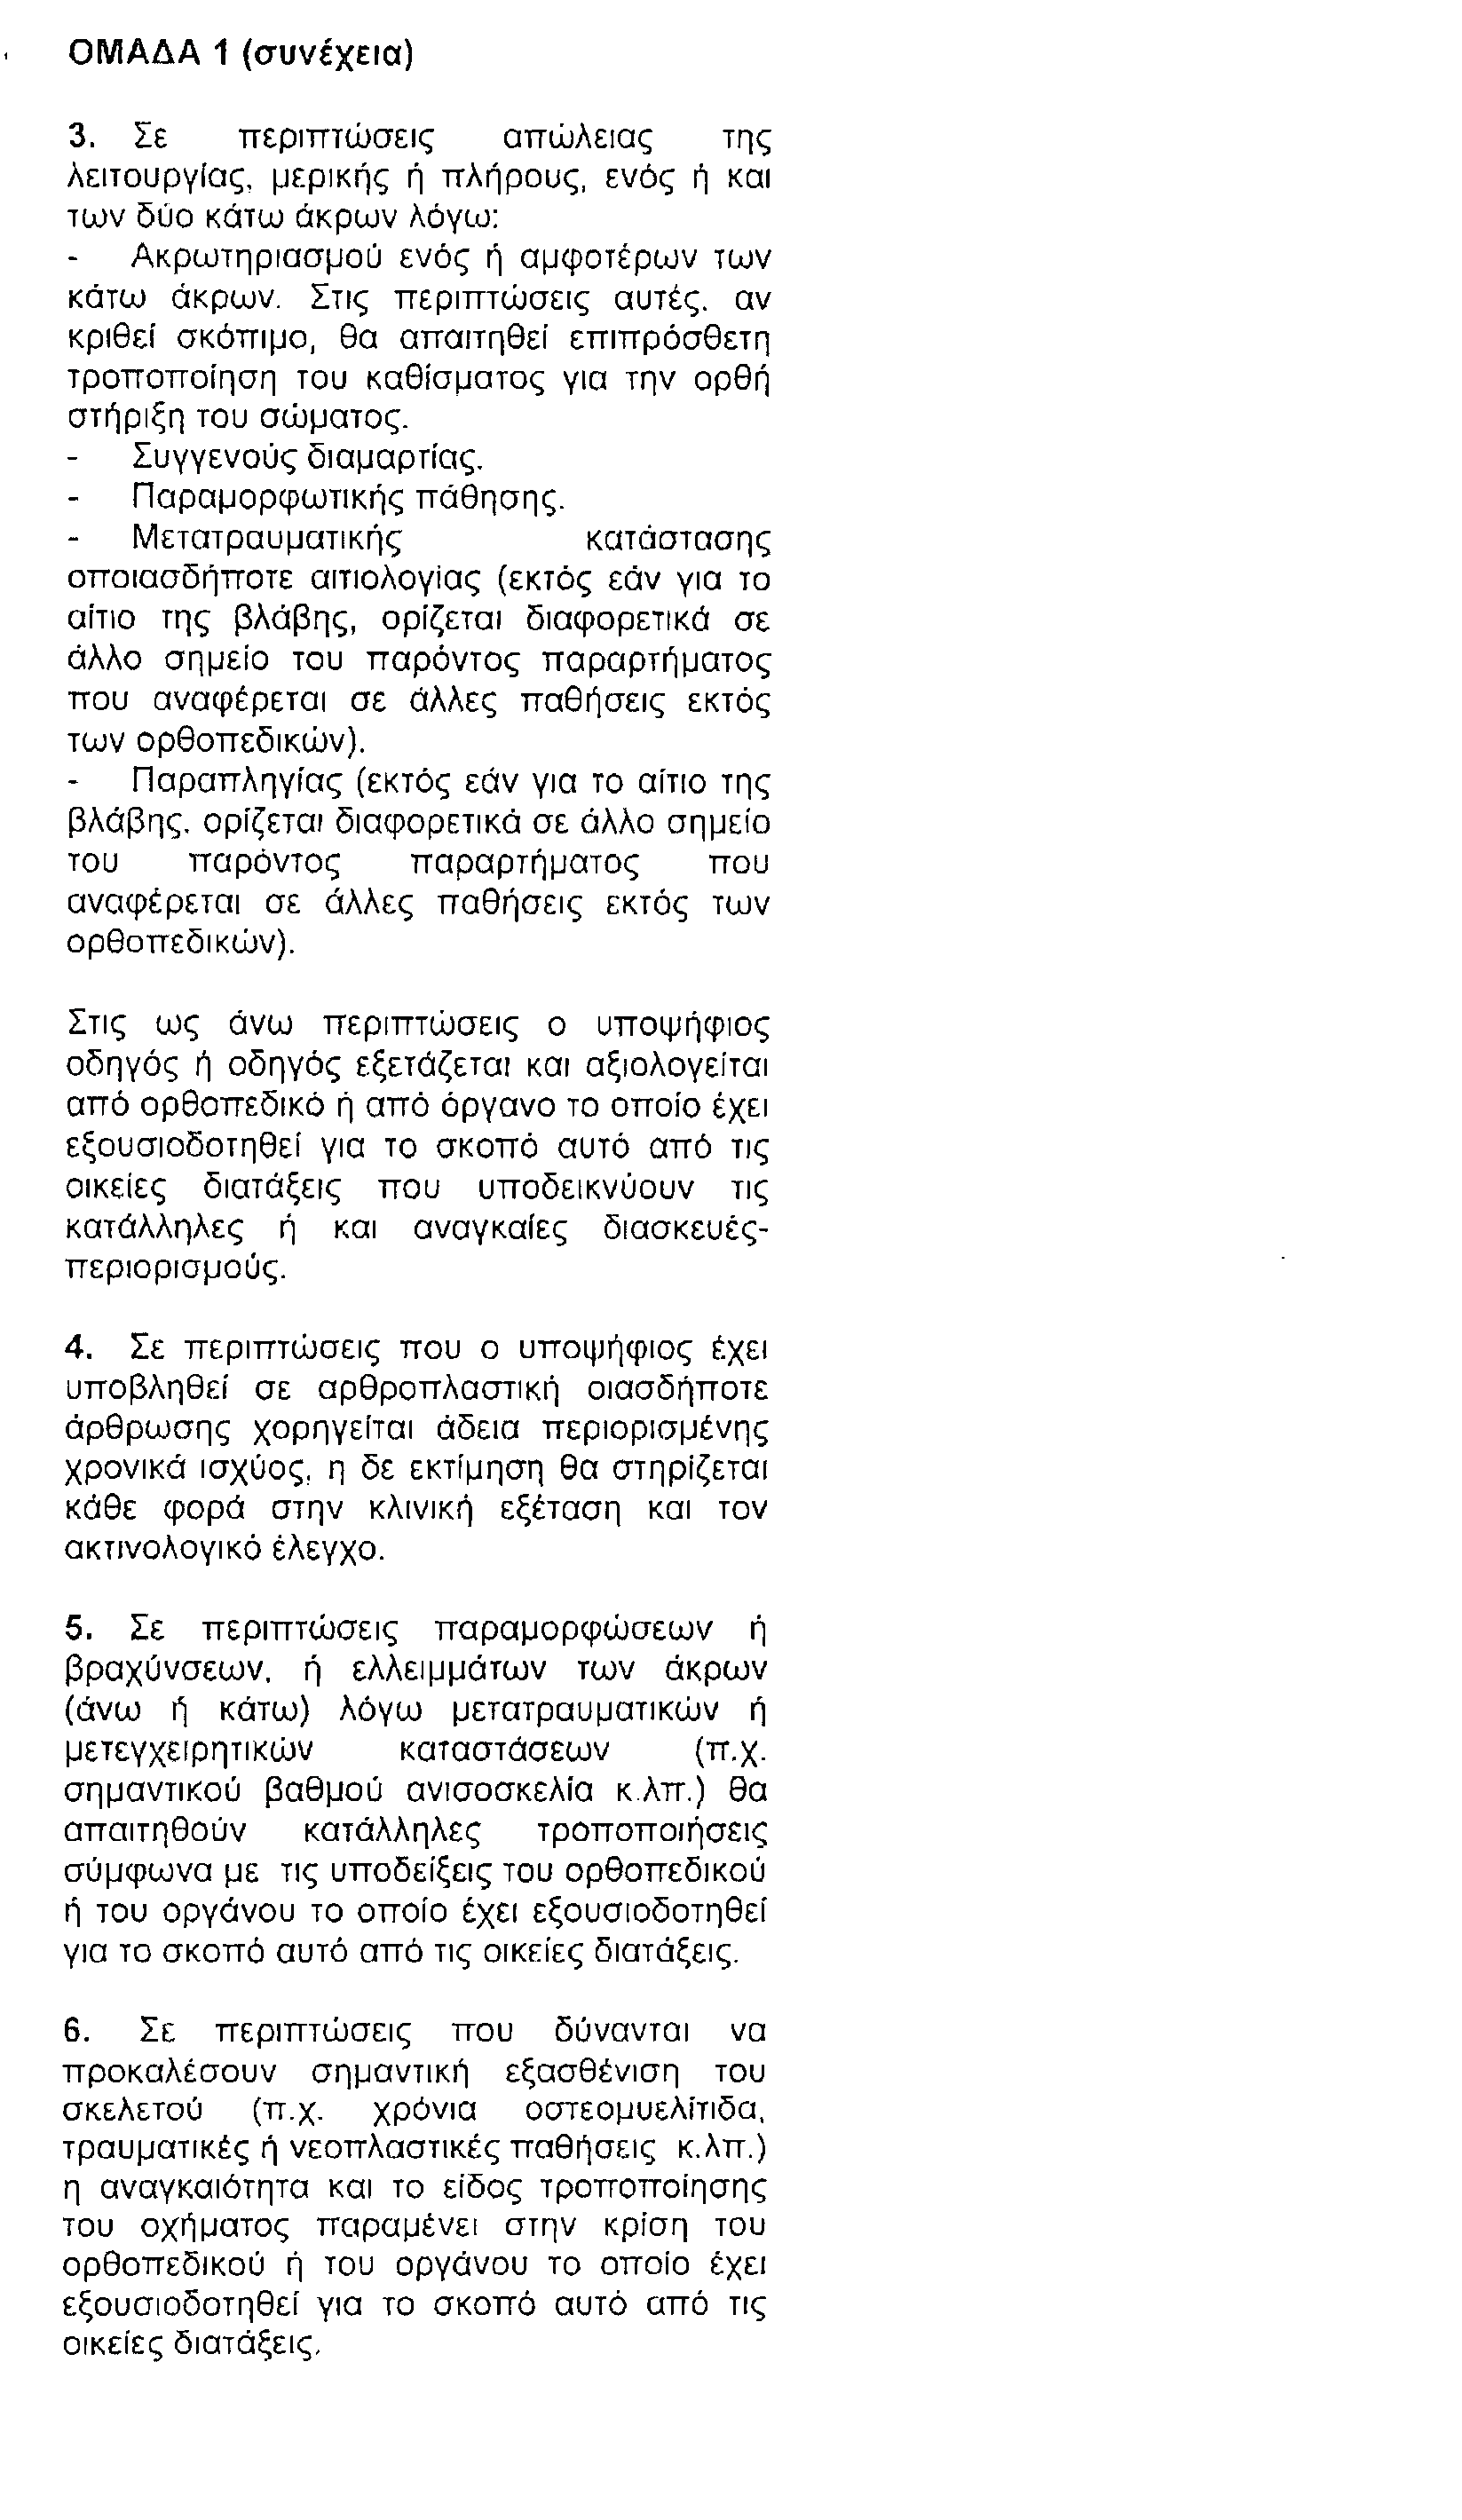 ΟΜΑΔΑ 1 (συνέχεια)
3. Σε περιπτώσεις απώλειας της
λειτουργίας, μερικής ή πλήρους, ενός ή και
των δύο κάτω άκρων λόγω:
- Ακρωτηριασμού ενός ή αμφοτέρων των
κάτω άκρων. Στις περιπτώσεις αυτές, αν
κριθεί σκόπιμο, θα απαιτηθεί επιπρόσθετη
τροποποίηση του καθίσματος για την ορθή
στήριξη του σώματος.
- Συγγενούς διαμαρτίας.
- Παραμορφωτικής πάθησης.
- Μετατραυματικής κατάστασης
οποιασδήποτε αιτιολογίας (εκτός εάν για το
αίτιο της βλάβης, ορίζεται διαφορετικά σε
άλλο σημείο του παρόντος παραρτήματος
που αναφέρεται σε άλλες παθήσεις εκτός
των ορθοπεδικών).
- Παραπληγίας (εκτός εάν για το αίτιο της
βλάβης, ορίζεται διαφορετικά σε άλλο σημείο
του παρόντος παραρτήματος που
αναφέρεται σε άλλες παθήσεις εκτός των
ορθοπεδικών).
Στις ως άνω περιπτώσεις ο υποψήφιος
οδηγός ή οδηγός εξετάζεται και αξιολογείται
από ορθοπεδικό ή από όργανο το οποίο έχει
εξουσιοδοτηθεί για το σκοπό αυτό από τις
οικείες διατάξεις που υποδεικνύουν τις
κατάλληλες ή και αναγκαίες διασκευές-
περιορισμούς.
4. Σε περιπτώσεις που ο υποψήφιος έχει
υποβληθεί σε αρθροπλαστική οιασδήποτε
άρθρωσης χορηγείται άδεια περιορισμένης
χρονικά ισχύος, η δε εκτίμηση θα στηρίζεται
κάθε φορά στην κλινική εξέταση και τον
ακτινολογικό έλεγχο.
5. Σε περιπτώσεις παραμορφώσεων ή
βραχύνσεων, ή ελλειμμάτων των άκρων
(άνω ή κάτω) λόγω μετατραυματικών ή
μετεγχειρητικών καταστάσεων (π.χ.
σημαντικού βαθμού ανισοσκελία κ.λπ.) θα
απαιτηθούν κατάλληλες τροποποιήσεις
σύμφωνα με τις υποδείξεις του ορθοπεδικού
ή του οργάνου το οποίο έχει εξουσιοδοτηθεί
για το σκοπό αυτό από τις οικείες διατάξεις.
6. Σε περιπτώσεις που δύνανται να
προκαλέσουν σημαντική εξασθένιση του
σκελετού (π.χ. χρόνια οστεομυελίτιδα,
τραυματικές ή νεοπλαστικές παθήσεις κ.λπ.)
η αναγκαιότητα και το είδος τροποποίησης
του οχήματος παραμένει στην κρίση του
ορθοπεδικού ή του οργάνου το οποίο έχει
εξουσιοδοτηθεί για το σκοπό αυτό από τις
οικείες διατάξεις.